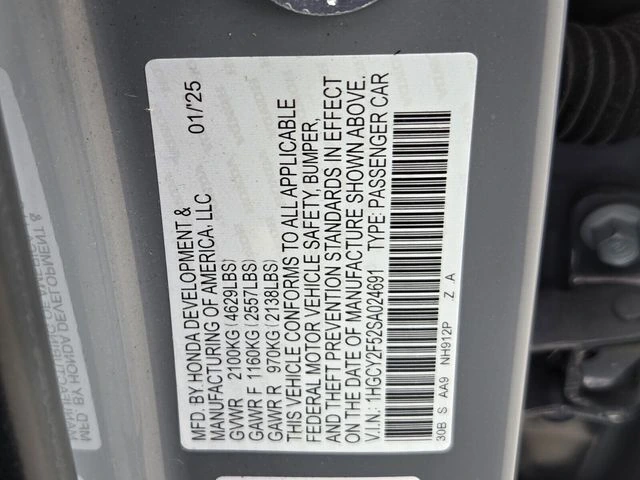 MFD. BY HONDA DEVELOPMENT &
MANUFACTURING OF AMERICA, LLC 01/'25
GVWR 2100KG (4629LBS)
GAWR F 1160KG (2557LBS)
GAWR R 970KG (2138LBS)
THIS VEHICLE CONFORMS TO ALL APPLICABLE
FEDERAL MOTOR VEHICLE SAFETY, BUMPER,
AND THEFT PREVENTION STANDARDS IN EFFECT
ON THE DATE OF MANUFACTURE SHOWN ABOVE.
V.I.N: 1HGCY2F52SA024691 TYPE: PASSENGER CAR
30B S AA9 NH912P Z A